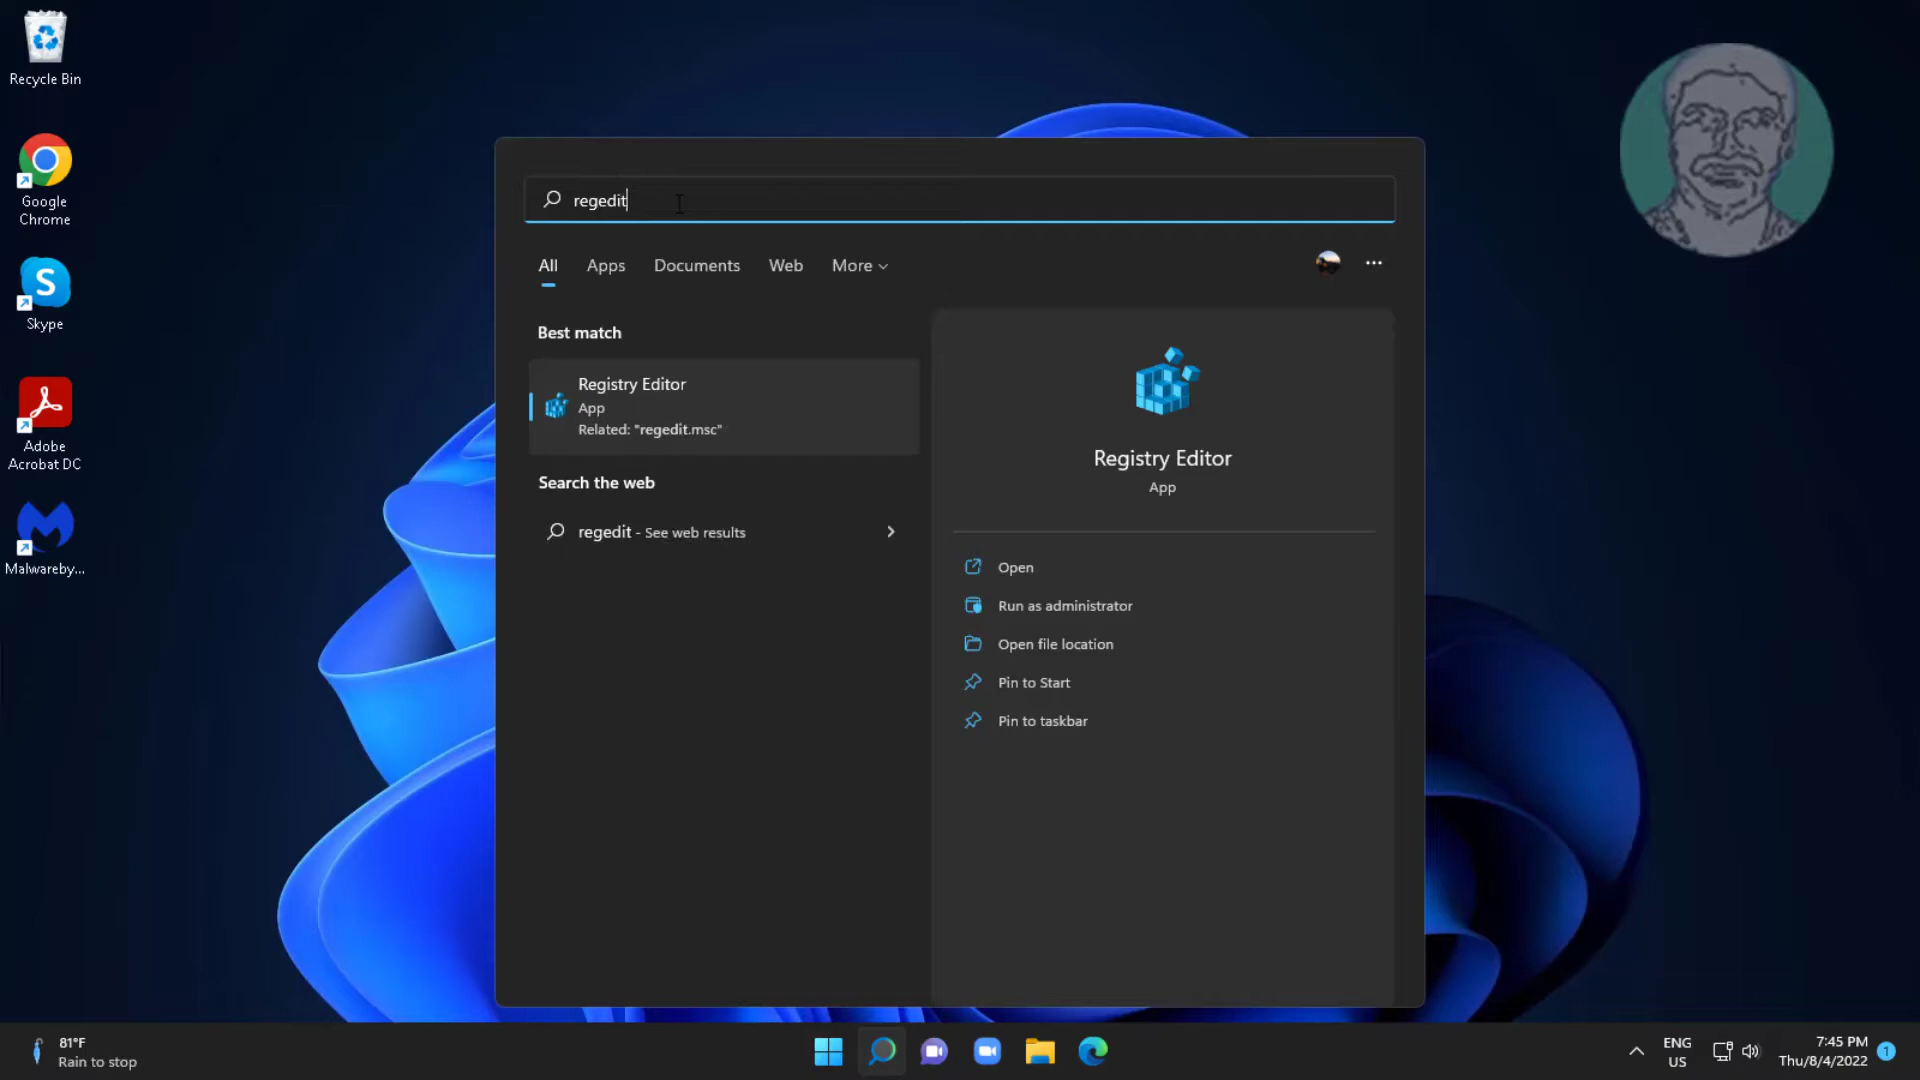 Recycle Bin
Google
Chrome
S
Skype
Adobe
Acrobat DC
Malwareby...
regedit
All
Apps
Documents
Web
More
Best match
Registry Editor
App
Related: "regedit.msc"
Search the web
regedit - See web results
Registry Editor
App
Open
Run as administrator
Open file location
Pin to Start
Pin to taskbar
81°F
Rain to stop
ENG
US
7:45 PM
Thu/8/4/2022
1